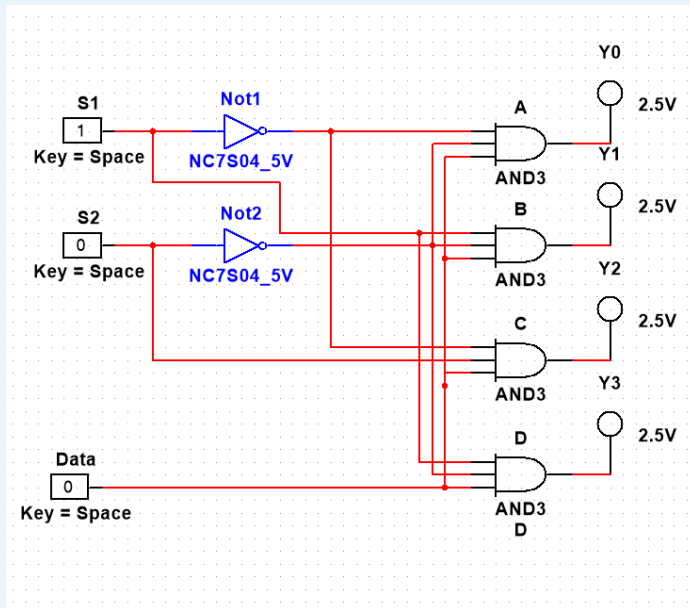 Y0
S1
Not1
A
1
2.5V
Key = Space
NC7S04_5V
Y1
AND3
S2
Not2
B
2.5V
0
Key = Space
NC7S04_5V
Y2
AND3
C
2.5V
Y3
AND3
2.5V
Data
D
0
Key = Space
AND3
D